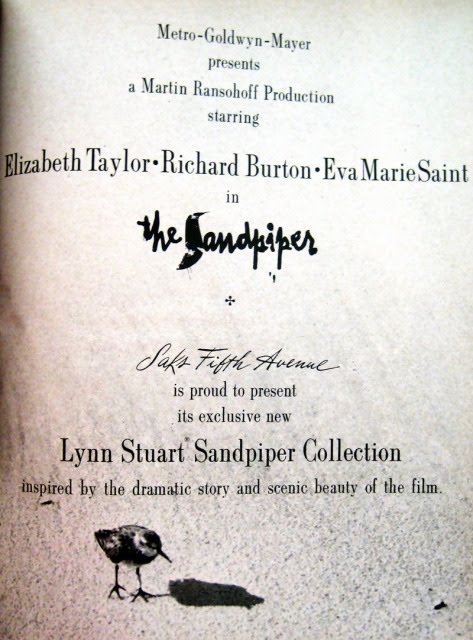 Metro-Goldwyn-Mayer
presents
a Martin Ransohoff Production
starring
Elizabeth Taylor•Richard Burton•Eva Marie Saint
in
the Sandpiper
Saks Fifth Avenue
is proud to present
its exclusive new
Lynn Stuart® Sandpiper Collection
inspired by the dramatic story and scenic beauty of the film.